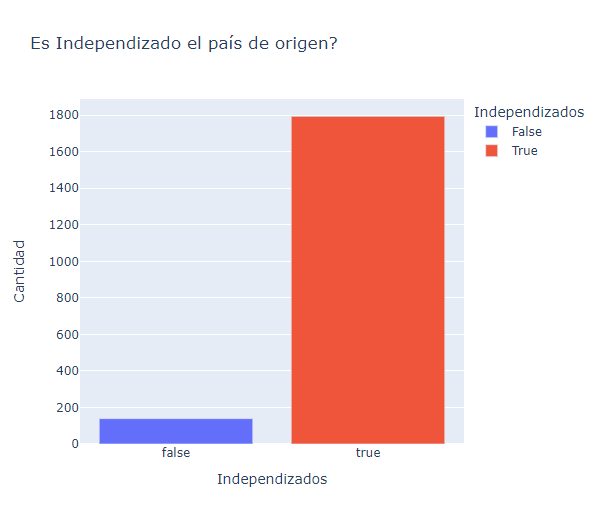 Es Independizado el país de origen?
Independizados
False
True
1800
1600
1400
1200
1000
800
600
400
200
0
Cantidad
false
true
Independizados